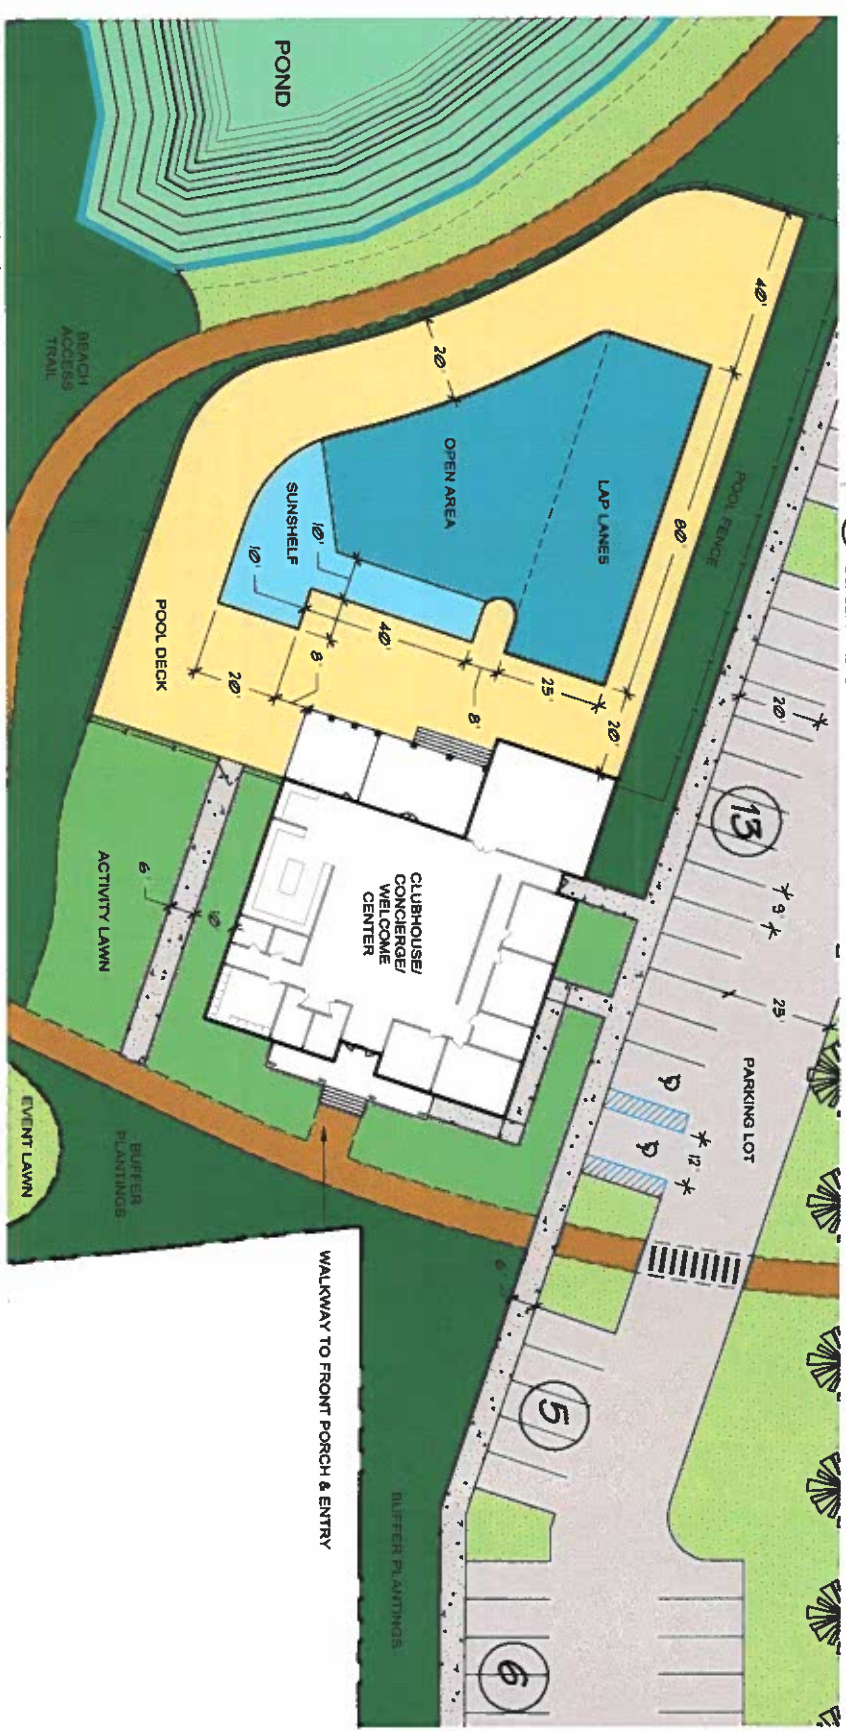 POND
BEACH
ACCESS
TRAIL
40'
20'
OPEN AREA
LAP LANES
80'
POOL FENCE
SUNSHELF
10'
10'
40'
8'
25'
20'
8'
20'
POOL DECK
20'
13
9'
25'
PARKING LOT
12'
CLUBHOUSE/
CONCIERGE/
WELCOME
CENTER
ACTIVITY LAWN
6'
EVENT LAWN
BUFFER
PLANTINGS
WALKWAY TO FRONT PORCH & ENTRY
6'
5
BUFFER PLANTINGS
6